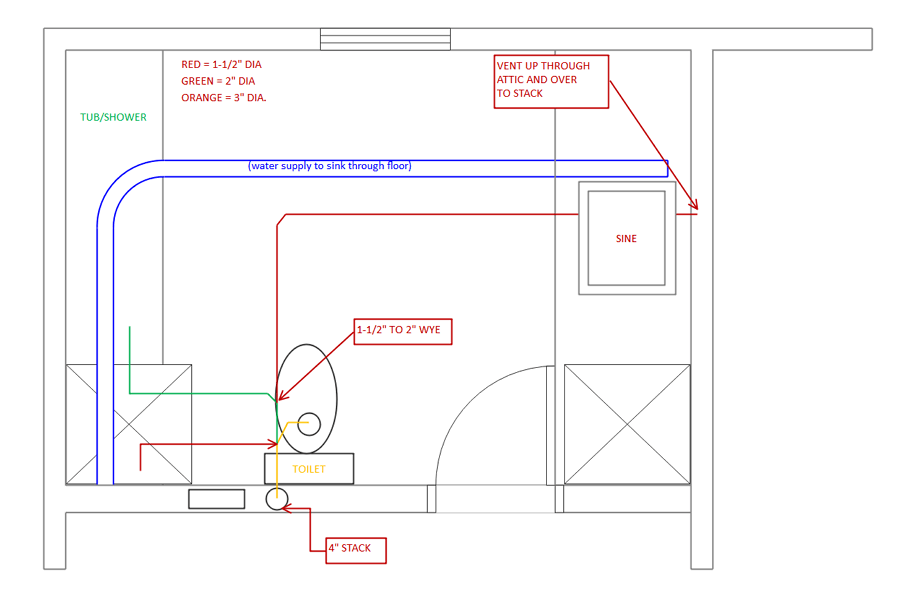 RED = 1-1/2" DIA
GREEN = 2" DIA
ORANGE = 3" DIA.
VENT UP THROUGH
ATTIC AND OVER
TO STACK
TUB/SHOWER
(water supply to sink through floor)
SINE
1-1/2" TO 2" WYE
TOILET
4" STACK